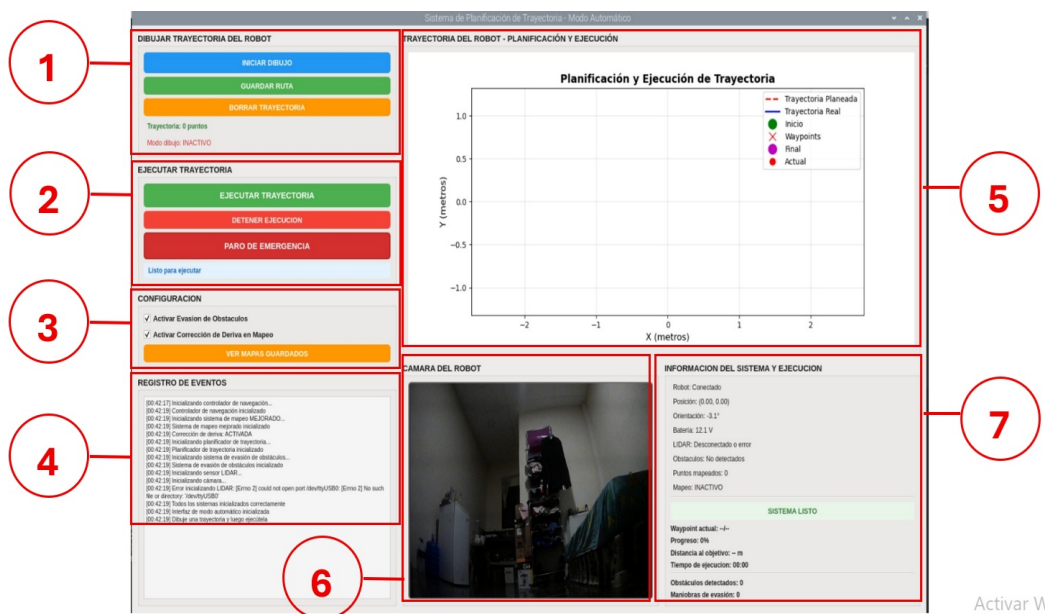 Sistema de Planificación de Trayectoria - Modo Automático
1
DIBUJAR TRAYECTORIA DEL ROBOT
INICIAR DIBUJO
GUARDAR RUTA
BORRAR TRAYECTORIA
Trayectoria: 0 puntos
Modo dibujo: INACTIVO
2
EJECUTAR TRAYECTORIA
EJECUTAR TRAYECTORIA
DETENER EJECUCION
PARO DE EMERGENCIA
Listo para ejecutar
3
CONFIGURACION
Activar Evasion de Obstaculos
Activar Corrección de Deriva en Mapeo
VER MAPAS GUARDADOS
4
REGISTRO DE EVENTOS
[00:42:17] Inicializando controlador de navegación...
[00:42:19] Controlador de navegación inicializado
[00:42:19] Inicializando sistema de mapeo MEJORADO...
[00:42:19] Sistema de mapeo mejorado inicializado
[00:42:19] Corrección de deriva: ACTIVADA
[00:42:19] Inicializando planificador de trayectoria...
[00:42:19] Planificador de trayectoria inicializado
[00:42:19] Inicializando sistema de evasión de obstáculos...
[00:42:19] Sistema de evasión de obstáculos inicializado
[00:42:19] Inicializando sensor LIDAR...
[00:42:19] Inicializando cámara...
[00:42:19] Error inicializando LIDAR: [Errno 2] could not open port /dev/ttyUSB0: [Errno 2] No such
file or directory: '/dev/ttyUSB0'
[00:42:19] Todos los sistemas inicializados correctamente
[00:42:19] Interfaz de modo automático inicializada
[00:42:19] Dibuje una trayectoria y luego ejecútela
TRAYECTORIA DEL ROBOT - PLANIFICACIÓN Y EJECUCIÓN
Planificación y Ejecución de Trayectoria
Trayectoria Planeada
Trayectoria Real
Inicio
Waypoints
Final
Actual
1.0
0.5
0.0
−0.5
−1.0
Y (metros)
−2 −1 0 1 2
X (metros)
5
CAMARA DEL ROBOT
6
INFORMACION DEL SISTEMA Y EJECUCION
Robot: Conectado
Posición: (0.00, 0.00)
Orientación: -3.1°
Batería: 12.1 V
LIDAR: Desconectado o error
Obstaculos: No detectados
Puntos mapeados: 0
Mapeo: INACTIVO
SISTEMA LISTO
Waypoint actual: --/--
Progreso: 0%
Distancia al objetivo: -- m
Tiempo de ejecucion: 00:00
Obstáculos detectados: 0
Maniobras de evasión: 0
7
Activar W